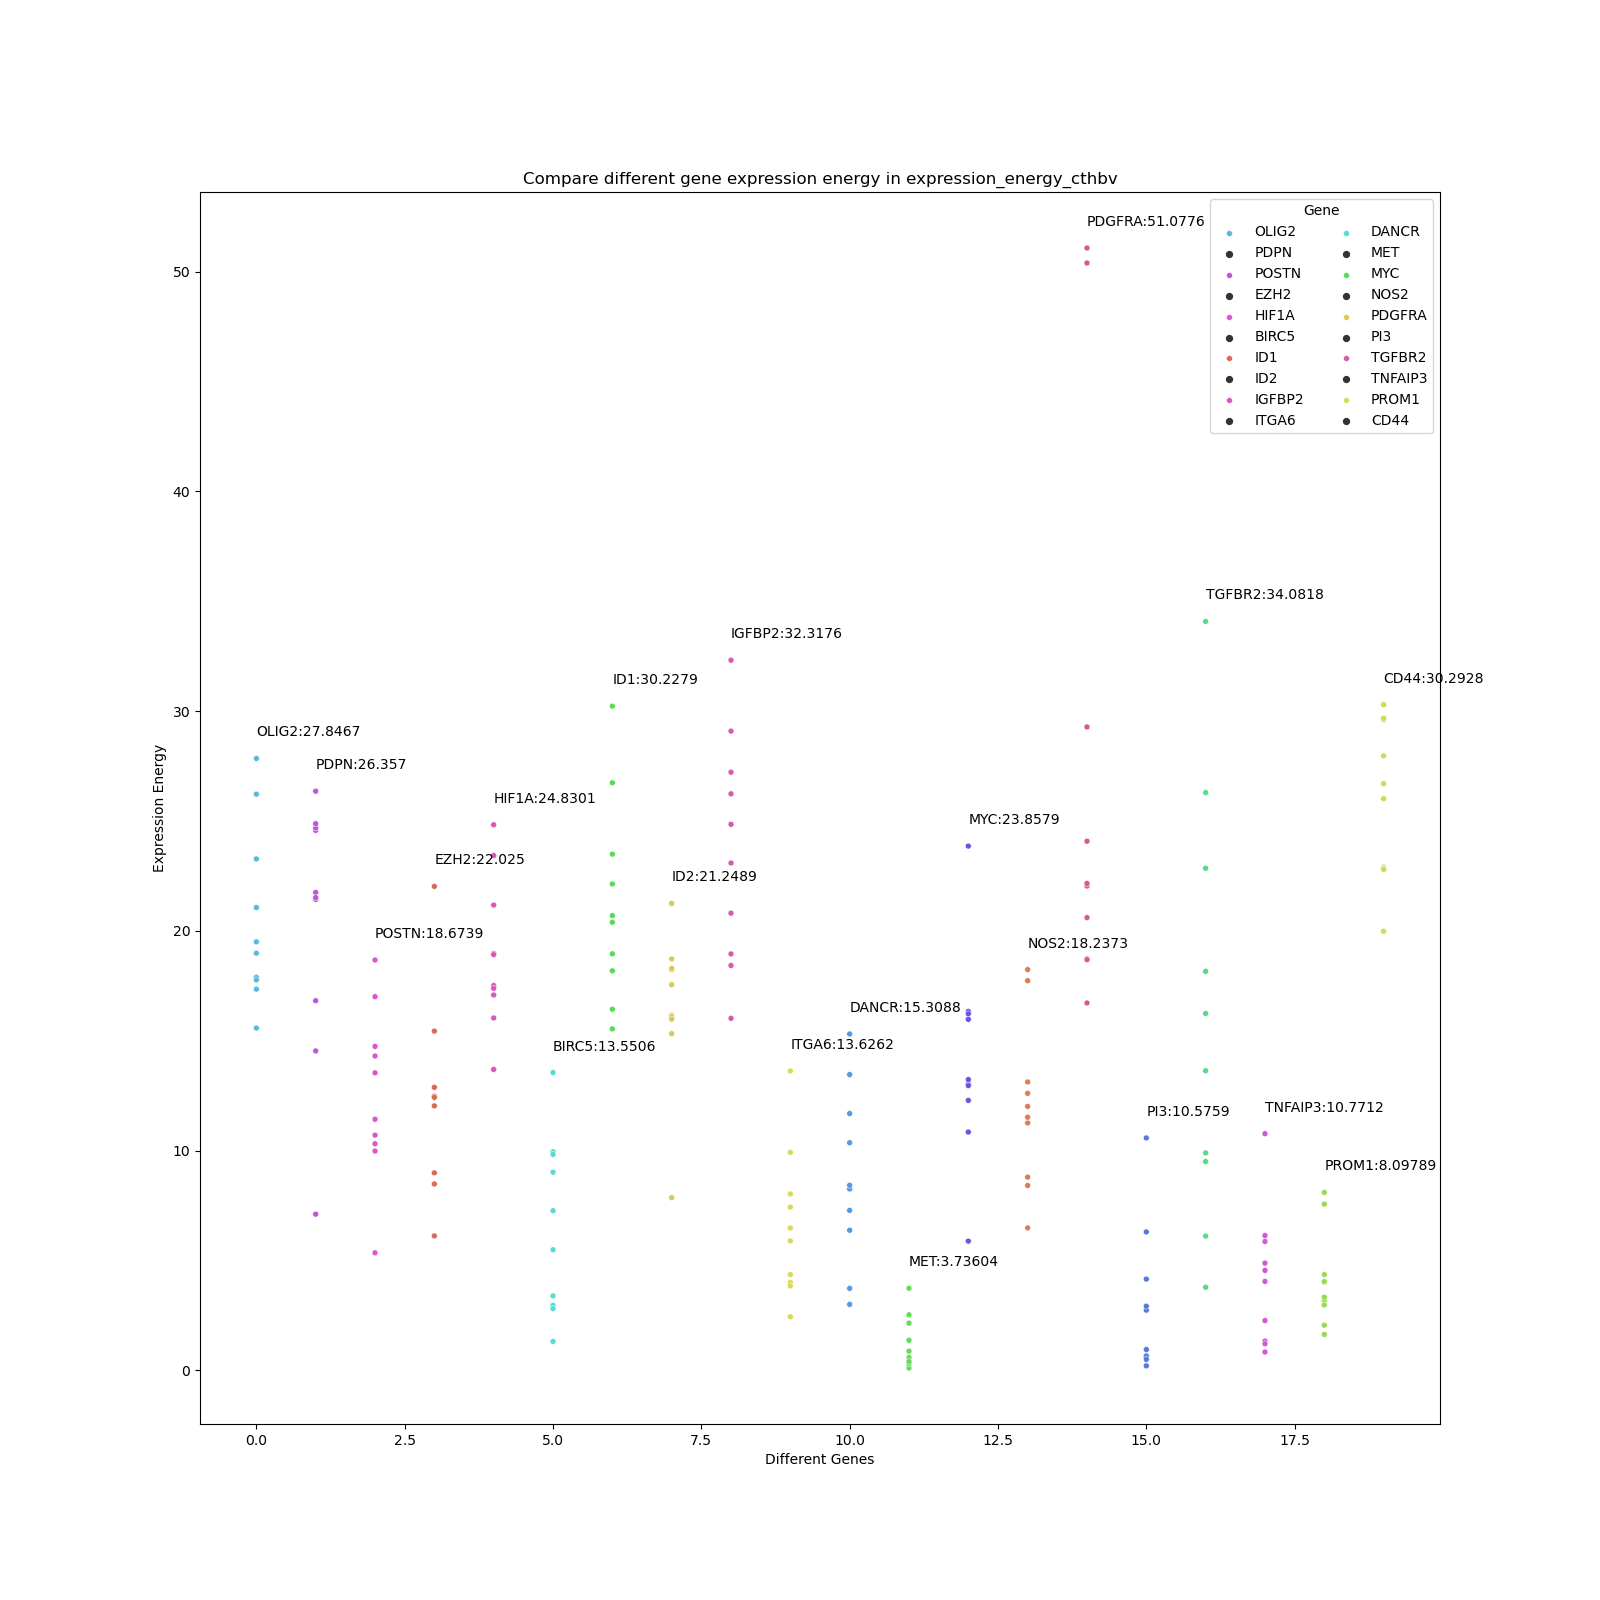 Compare different gene expression energy in expression_energy_cthbv
PDGFRA:51.0776
Gene
OLIG2 DANCR
PDPN MET
POSTN MYC
EZH2 NOS2
HIF1A PDGFRA
BIRC5 PI3
ID1 TGFBR2
ID2 TNFAIP3
IGFBP2 PROM1
ITGA6 CD44
50
40
TGFBR2:34.0818
IGFBP2:32.3176
ID1:30.2279
CD44:30.2928
30
OLIG2:27.8467
PDPN:26.357
HIF1A:24.8301
MYC:23.8579
EZH2:22.025
ID2:21.2489
POSTN:18.6739
20
NOS2:18.2373
DANCR:15.3088
BIRC5:13.5506
ITGA6:13.6262
PI3:10.5759
TNFAIP3:10.7712
10
PROM1:8.09789
MET:3.73604
0
Expression Energy
0.0 2.5 5.0 7.5 10.0 12.5 15.0 17.5
Different Genes